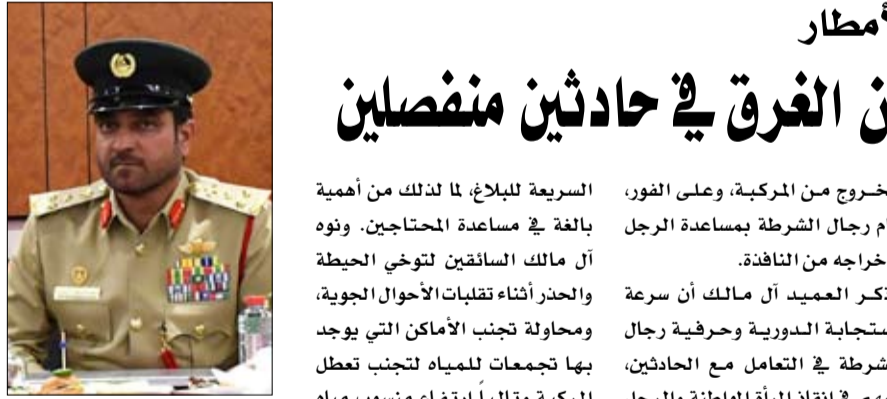 أمطار
ن الغرق في حادثين منفصلين
خروج من المركبة، وعلى الفور،
ام رجال الشرطة بمساعدة الرجل
خراجه من النافذة.
ذكر العميد آل مالك أن سرعة
ستجابة الدورية وحرفية رجال
شرطة في التعامل مع الحادثين،
السريعة للبلاغ، لما لذلك من أهمية
بالغة في مساعدة المحتاجين. ونوه
آل مالك السائقين لتوخي الحيطة
والحذر أثناء تقلبات الأحوال الجوية،
ومحاولة تجنب الأماكن التي يوجد
بها تجمعات للمياه لتجنب تعطل